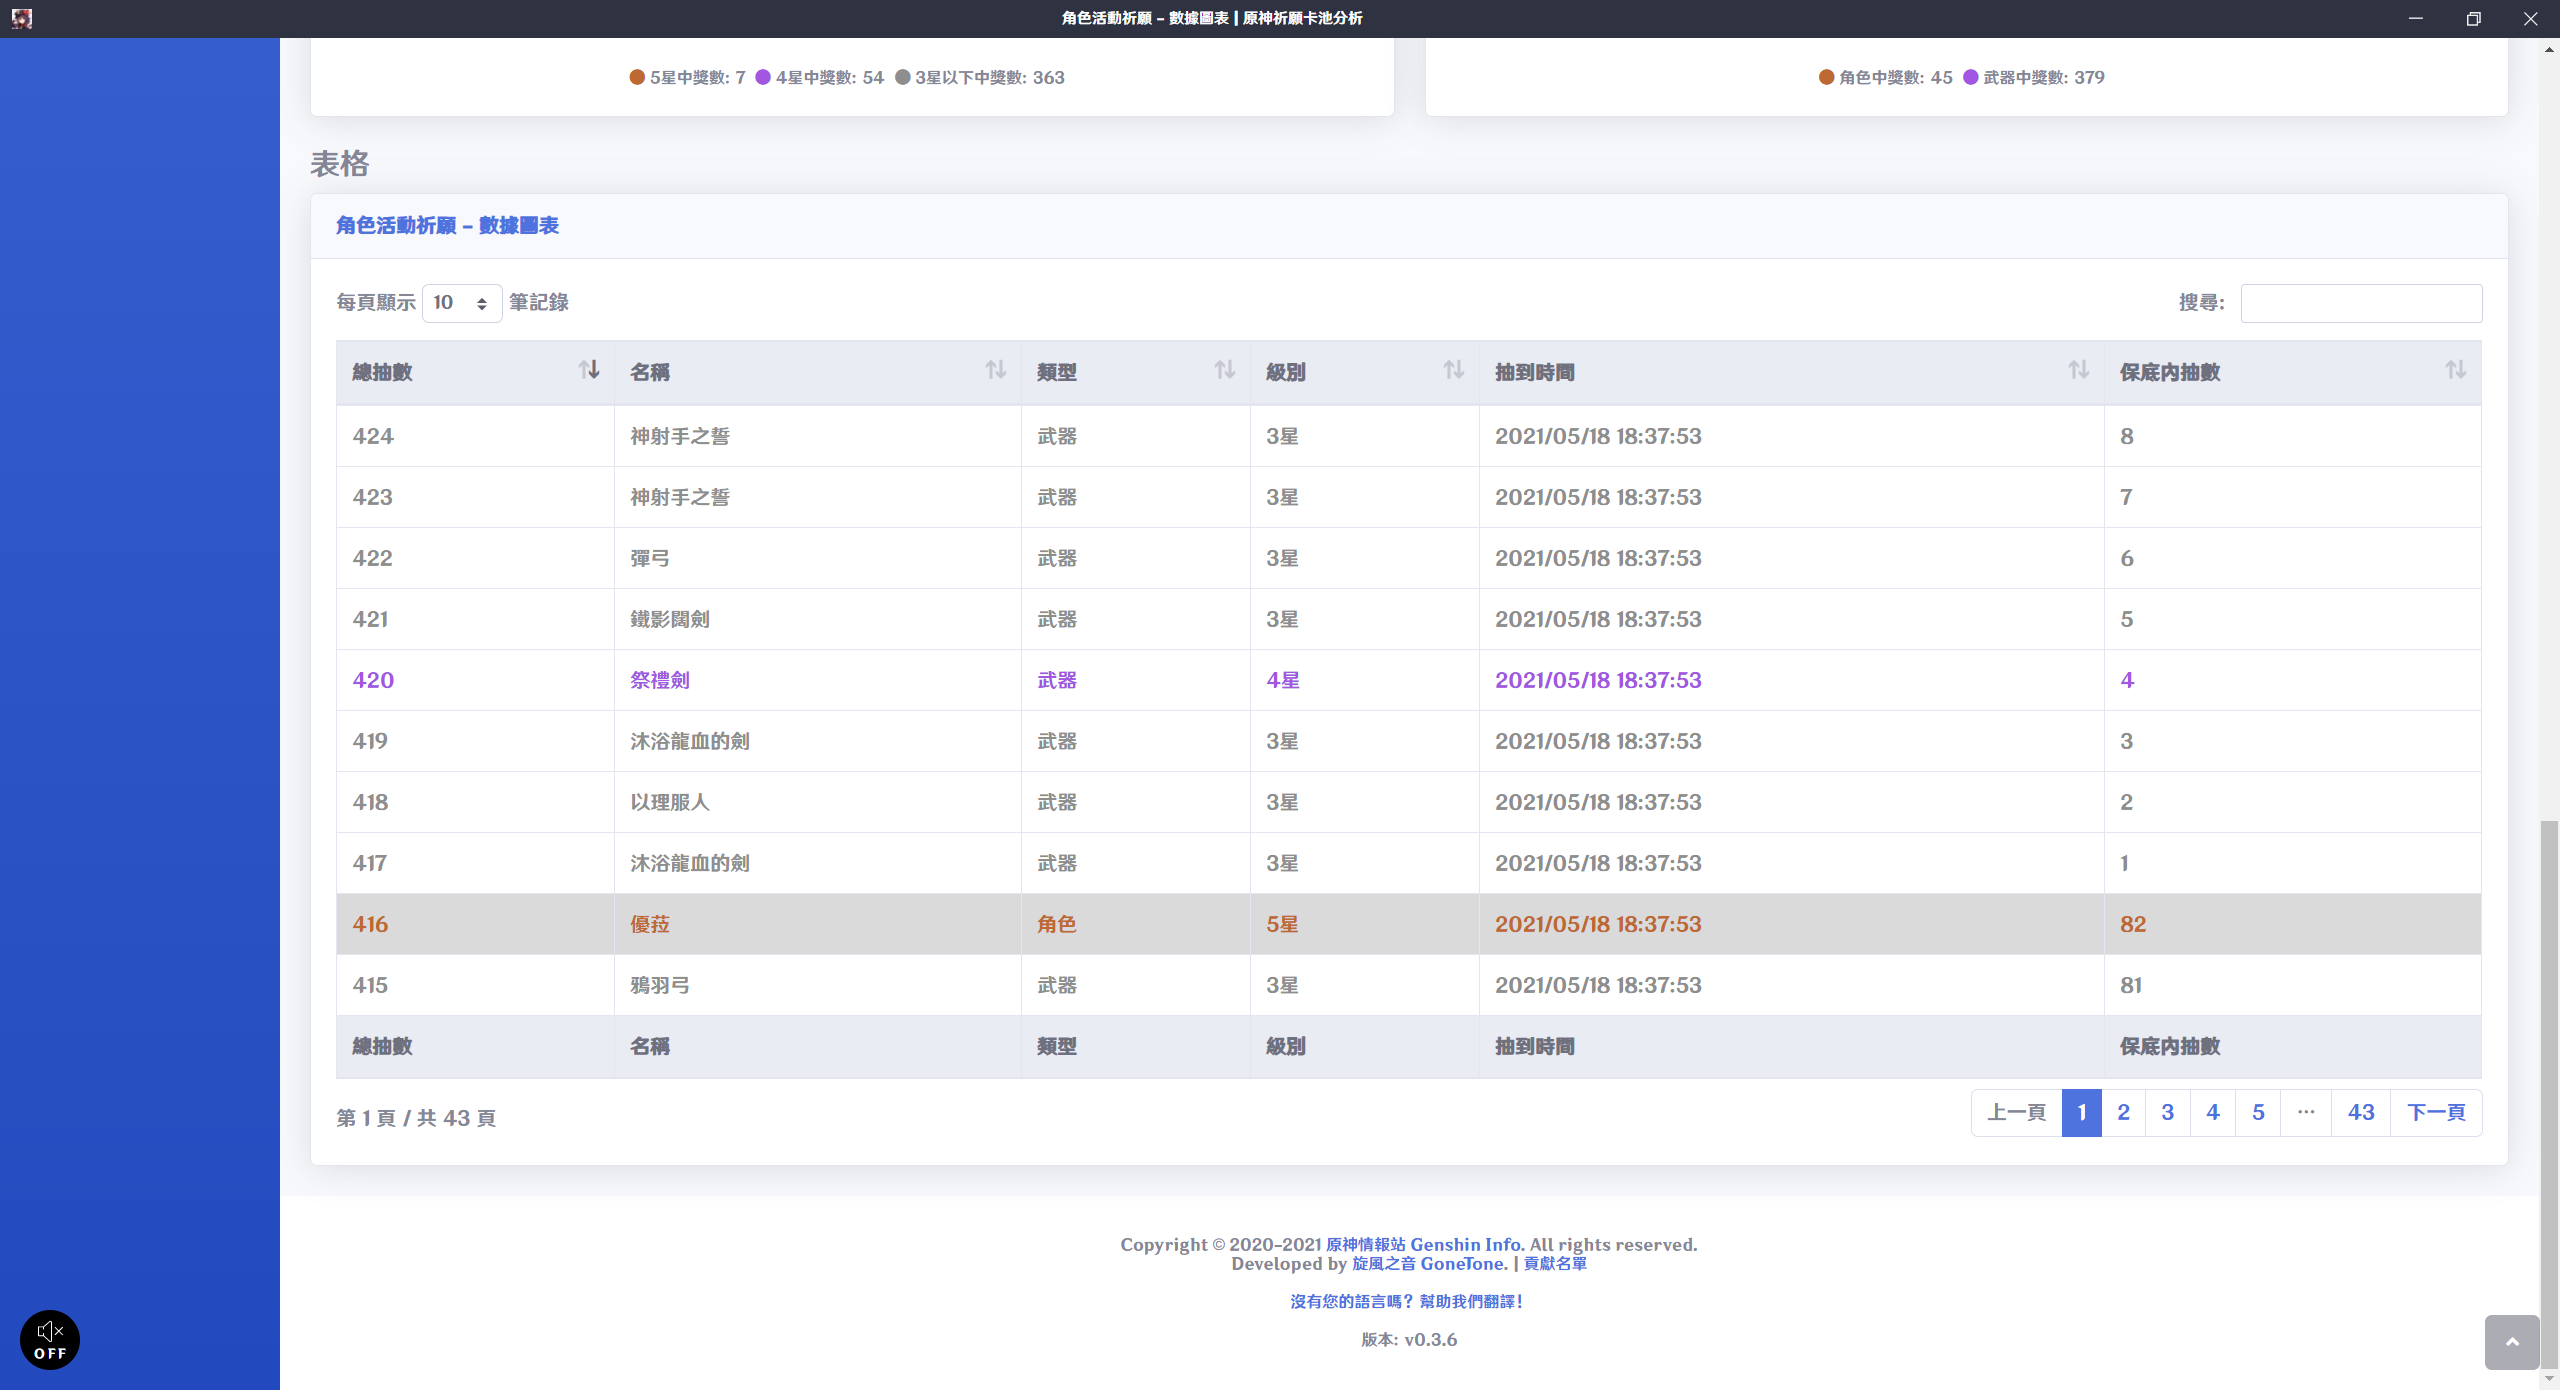 角色活動祈願 - 數據圖表 | 原神祈願卡池分析
5星中獎數: 7 4星中獎數: 54 3星以下中獎數: 363
角色中獎數: 45 武器中獎數: 379
表格
角色活動祈願 - 數據圖表
每頁顯示 10 筆記錄
搜尋:
總抽數 名稱 類型 級別 抽到時間 保底內抽數
424 神射手之誓 武器 3星 2021/05/18 18:37:53 8
423 神射手之誓 武器 3星 2021/05/18 18:37:53 7
422 彈弓 武器 3星 2021/05/18 18:37:53 6
421 鐵影闊劍 武器 3星 2021/05/18 18:37:53 5
420 祭禮劍 武器 4星 2021/05/18 18:37:53 4
419 沐浴龍血的劍 武器 3星 2021/05/18 18:37:53 3
418 以理服人 武器 3星 2021/05/18 18:37:53 2
417 沐浴龍血的劍 武器 3星 2021/05/18 18:37:53 1
416 優菈 角色 5星 2021/05/18 18:37:53 82
415 鴉羽弓 武器 3星 2021/05/18 18:37:53 81
總抽數 名稱 類型 級別 抽到時間 保底內抽數
第 1 頁 / 共 43 頁
上一頁 1 2 3 4 5 … 43 下一頁
Copyright © 2020-2021 原神情報站 Genshin Info. All rights reserved.
Developed by 旋風之音 GoneTone. | 貢獻名單
沒有您的語言嗎？幫助我們翻譯！
版本: v0.3.6
OFF